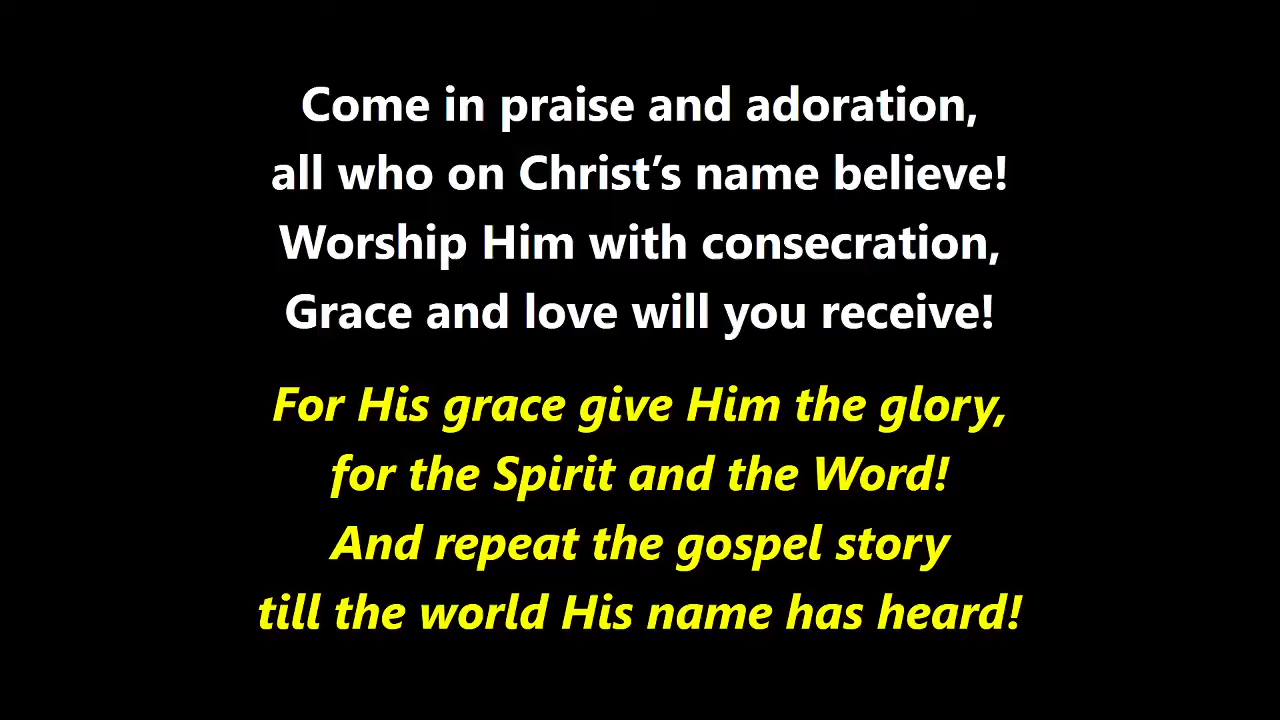 Come in praise and adoration,
all who on Christ’s name believe!
Worship Him with consecration,
Grace and love will you receive!
For His grace give Him the glory,
for the Spirit and the Word!
And repeat the gospel story
till the world His name has heard!